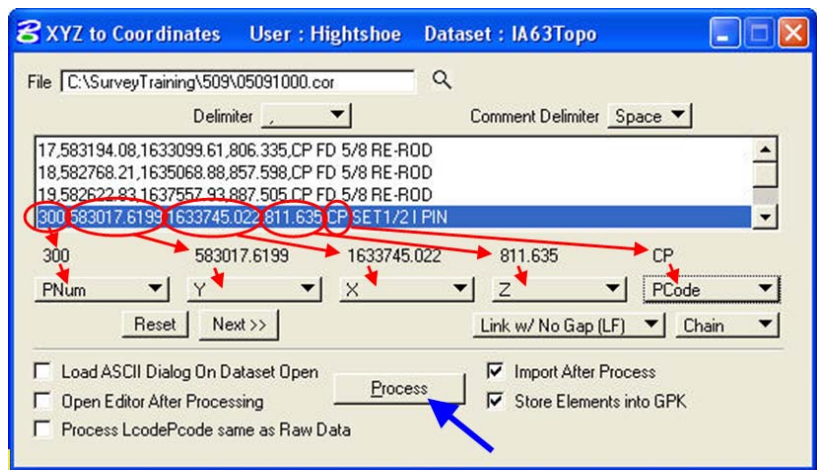 XYZ to Coordinates User : Hightshoe Dataset : IA63Topo
File C:\SurveyTraining\509\05091000.cor
Delimiter , Comment Delimiter Space
17,583194.08,1633099.61,806.335,CP FD 5/8 RE-ROD
18,582768.21,1635068.88,857.598,CP FD 5/8 RE-ROD
19,582622.83,1637557.93,887.505,CP FD 5/8 RE-ROD
300,583017.6199,1633745.022,811.635,CP SET1/2 I PIN
300 583017.6199 1633745.022 811.635 CP
PNum Y X Z PCode
Reset Next >> Link w/ No Gap (LF) Chain
Load ASCII Dialog On Dataset Open Process Import After Process
Open Editor After Processing Store Elements into GPK
Process LcodePcode same as Raw Data